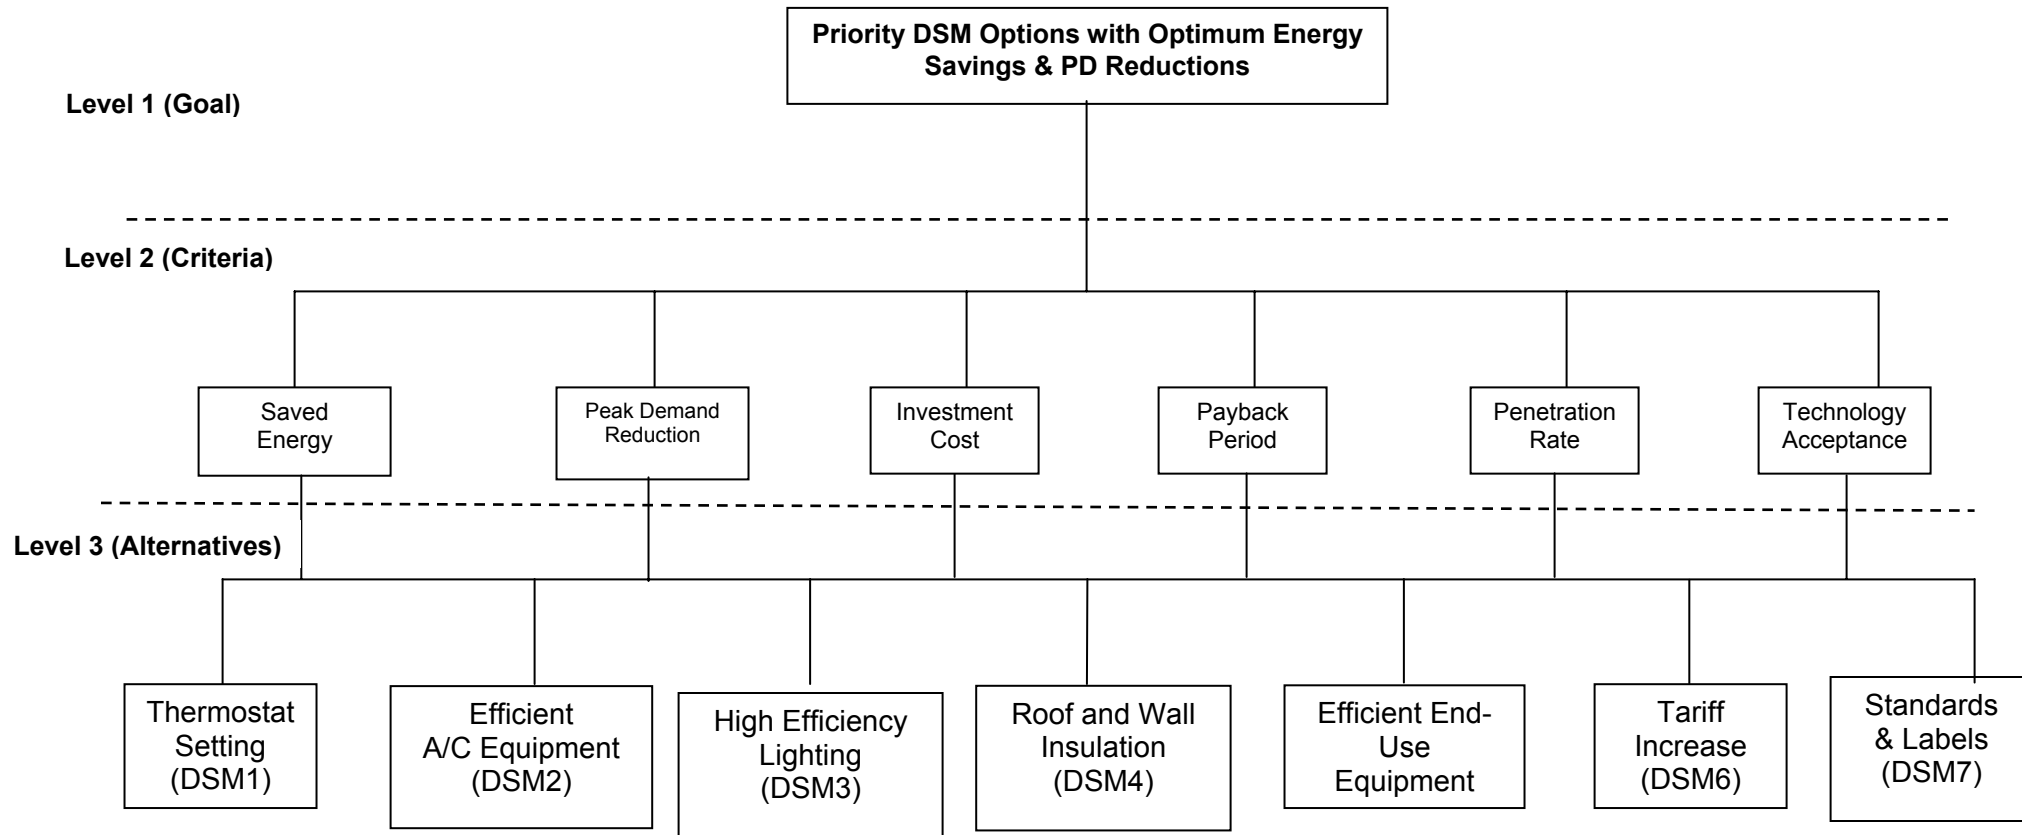 Priority DSM Options with Optimum Energy
Savings & PD Reductions
Level 1 (Goal)
Level 2 (Criteria)
Saved
Energy
Peak Demand
Reduction
Investment
Cost
Payback
Period
Penetration
Rate
Technology
Acceptance
Level 3 (Alternatives)
Thermostat
Setting
(DSM1)
Efficient
A/C Equipment
(DSM2)
High Efficiency
Lighting
(DSM3)
Roof and Wall
Insulation
(DSM4)
Efficient End-
Use
Equipment
Tariff
Increase
(DSM6)
Standards
& Labels
(DSM7)